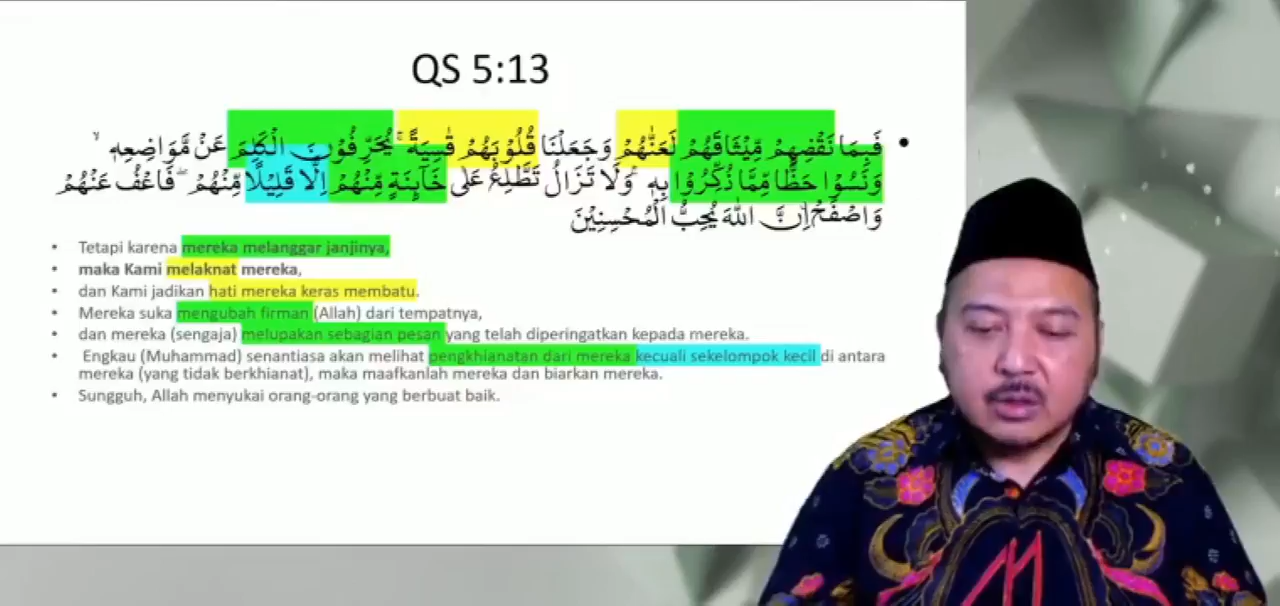 QS 5:13
• فَبِمَا نَقْضِهِمْ مِّيْثَاقَهُمْ لَعَنّٰهُمْ وَجَعَلْنَا قُلُوْبَهُمْ قٰسِيَةً ۚ يُحَرِّفُوْنَ الْكَلِمَ عَنْ مَّوَاضِعِهٖ ۙ
وَنَسُوْا حَظًّا مِّمَّا ذُكِّرُوْا بِهٖ ۚ وَلَا تَزَالُ تَطَّلِعُ عَلٰى خَاۤىِٕنَةٍ مِّنْهُمْ اِلَّا قَلِيْلًا مِّنْهُمْ ۖ فَاعْفُ عَنْهُمْ
وَاصْفَحْ ۗ اِنَّ اللّٰهَ يُحِبُّ الْمُحْسِنِيْنَ
• Tetapi karena mereka melanggar janjinya,
• maka Kami melaknat mereka,
• dan Kami jadikan hati mereka keras membatu.
• Mereka suka mengubah firman (Allah) dari tempatnya,
• dan mereka (sengaja) melupakan sebagian pesan yang telah diperingatkan kepada mereka.
• Engkau (Muhammad) senantiasa akan melihat pengkhianatan dari mereka kecuali sekelompok kecil di antara
mereka (yang tidak berkhianat), maka maafkanlah mereka dan biarkan mereka.
• Sungguh, Allah menyukai orang-orang yang berbuat baik.